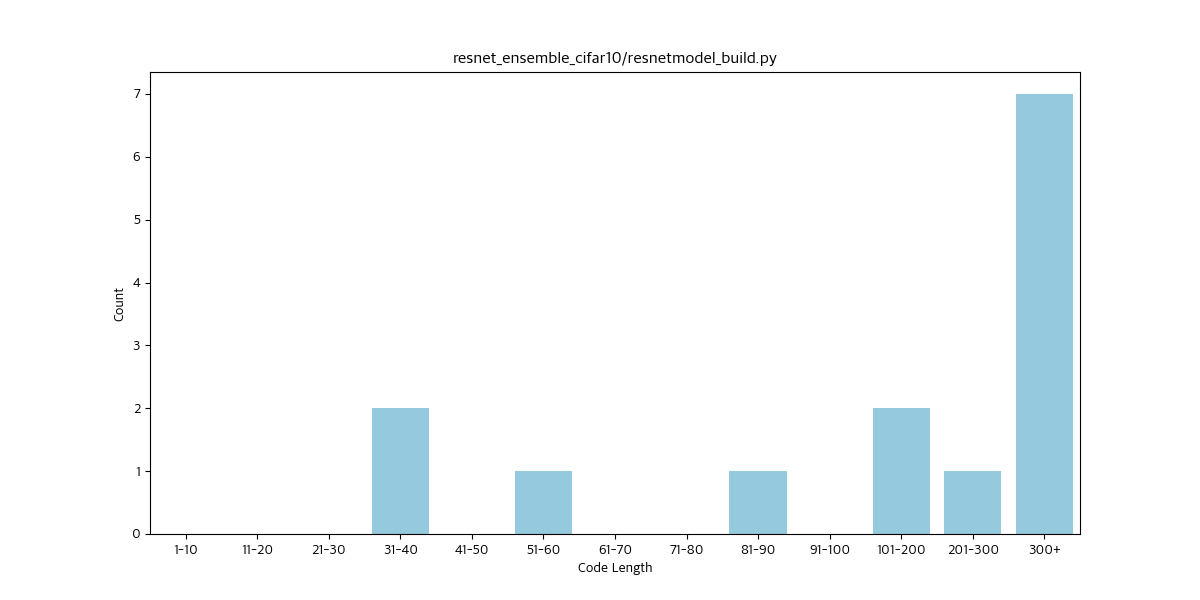 resnet_ensemble_cifar10/resnetmodel_build.py
7
6
5
4
3
2
1
0
Count
1-10 11-20 21-30 31-40 41-50 51-60 61-70 71-80 81-90 91-100 101-200 201-300 300+
Code Length